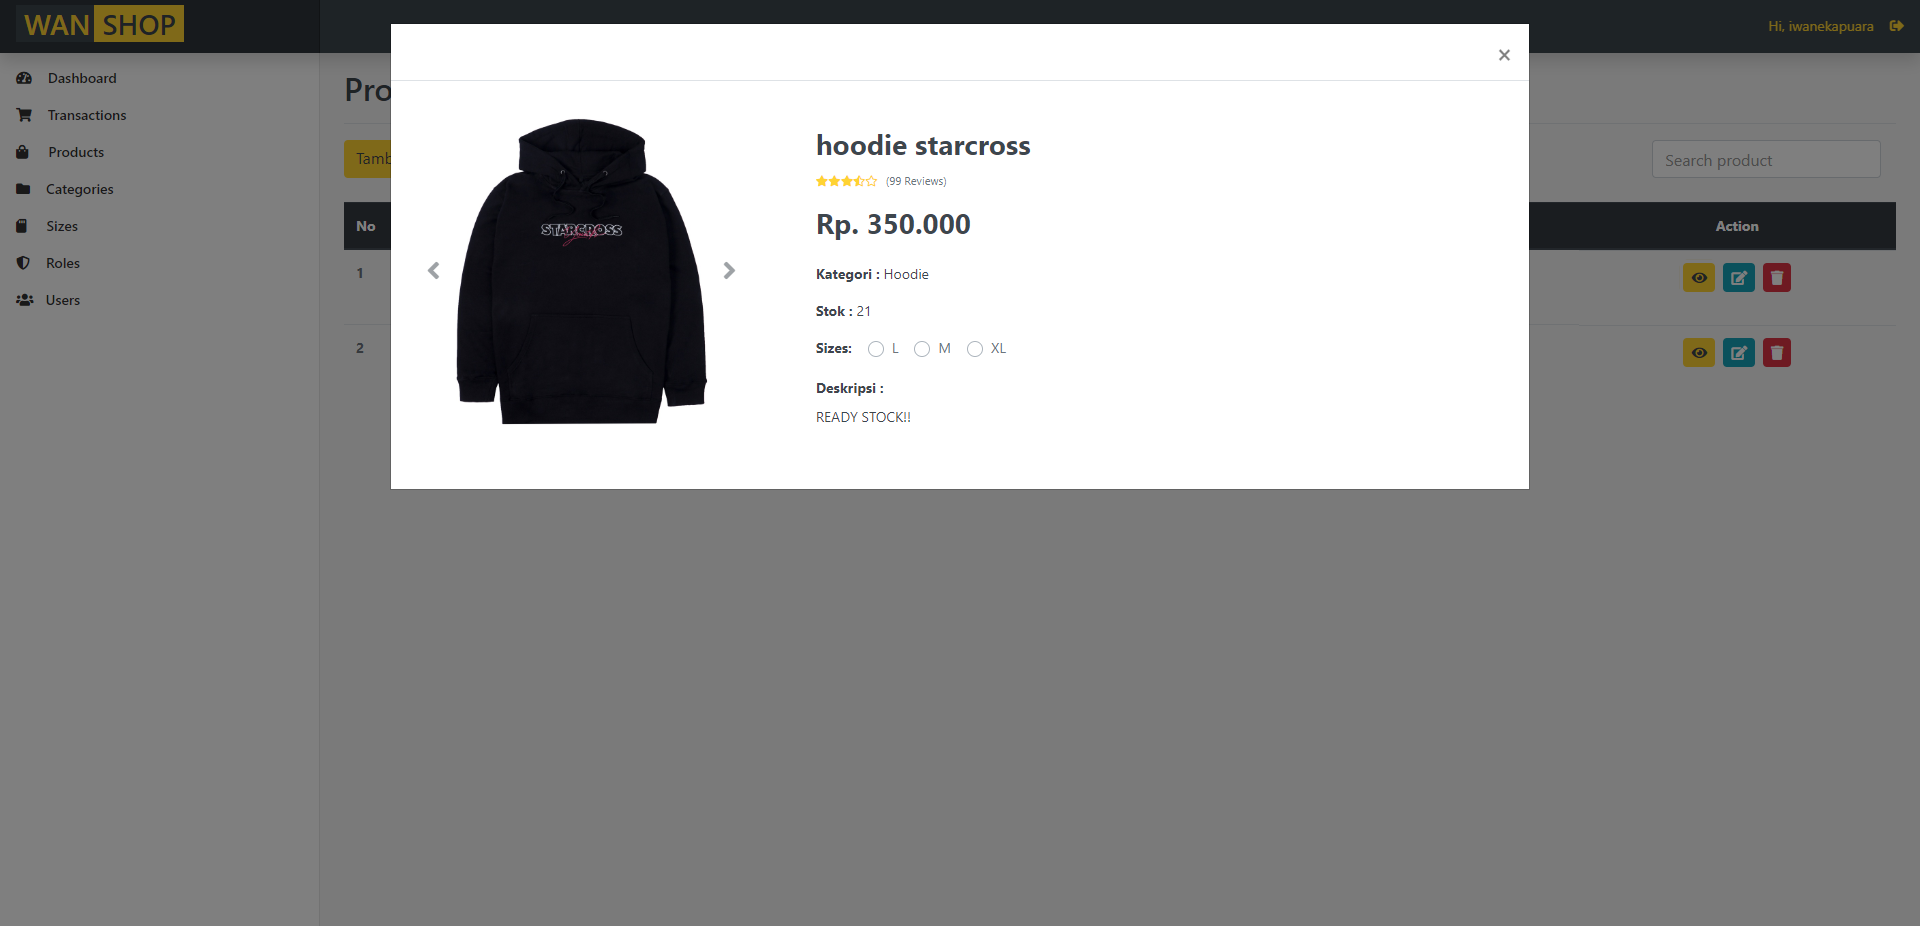 WAN SHOP
Hi, iwanekapuara
×
Dashboard
Transactions
Products
Categories
Sizes
Roles
Users
Pro
Tamb
Search product
No
Action
1
2
STARCROSS
hoodie starcross
(99 Reviews)
Rp. 350.000
Kategori : Hoodie
Stok : 21
Sizes: L M XL
Deskripsi :
READY STOCK!!